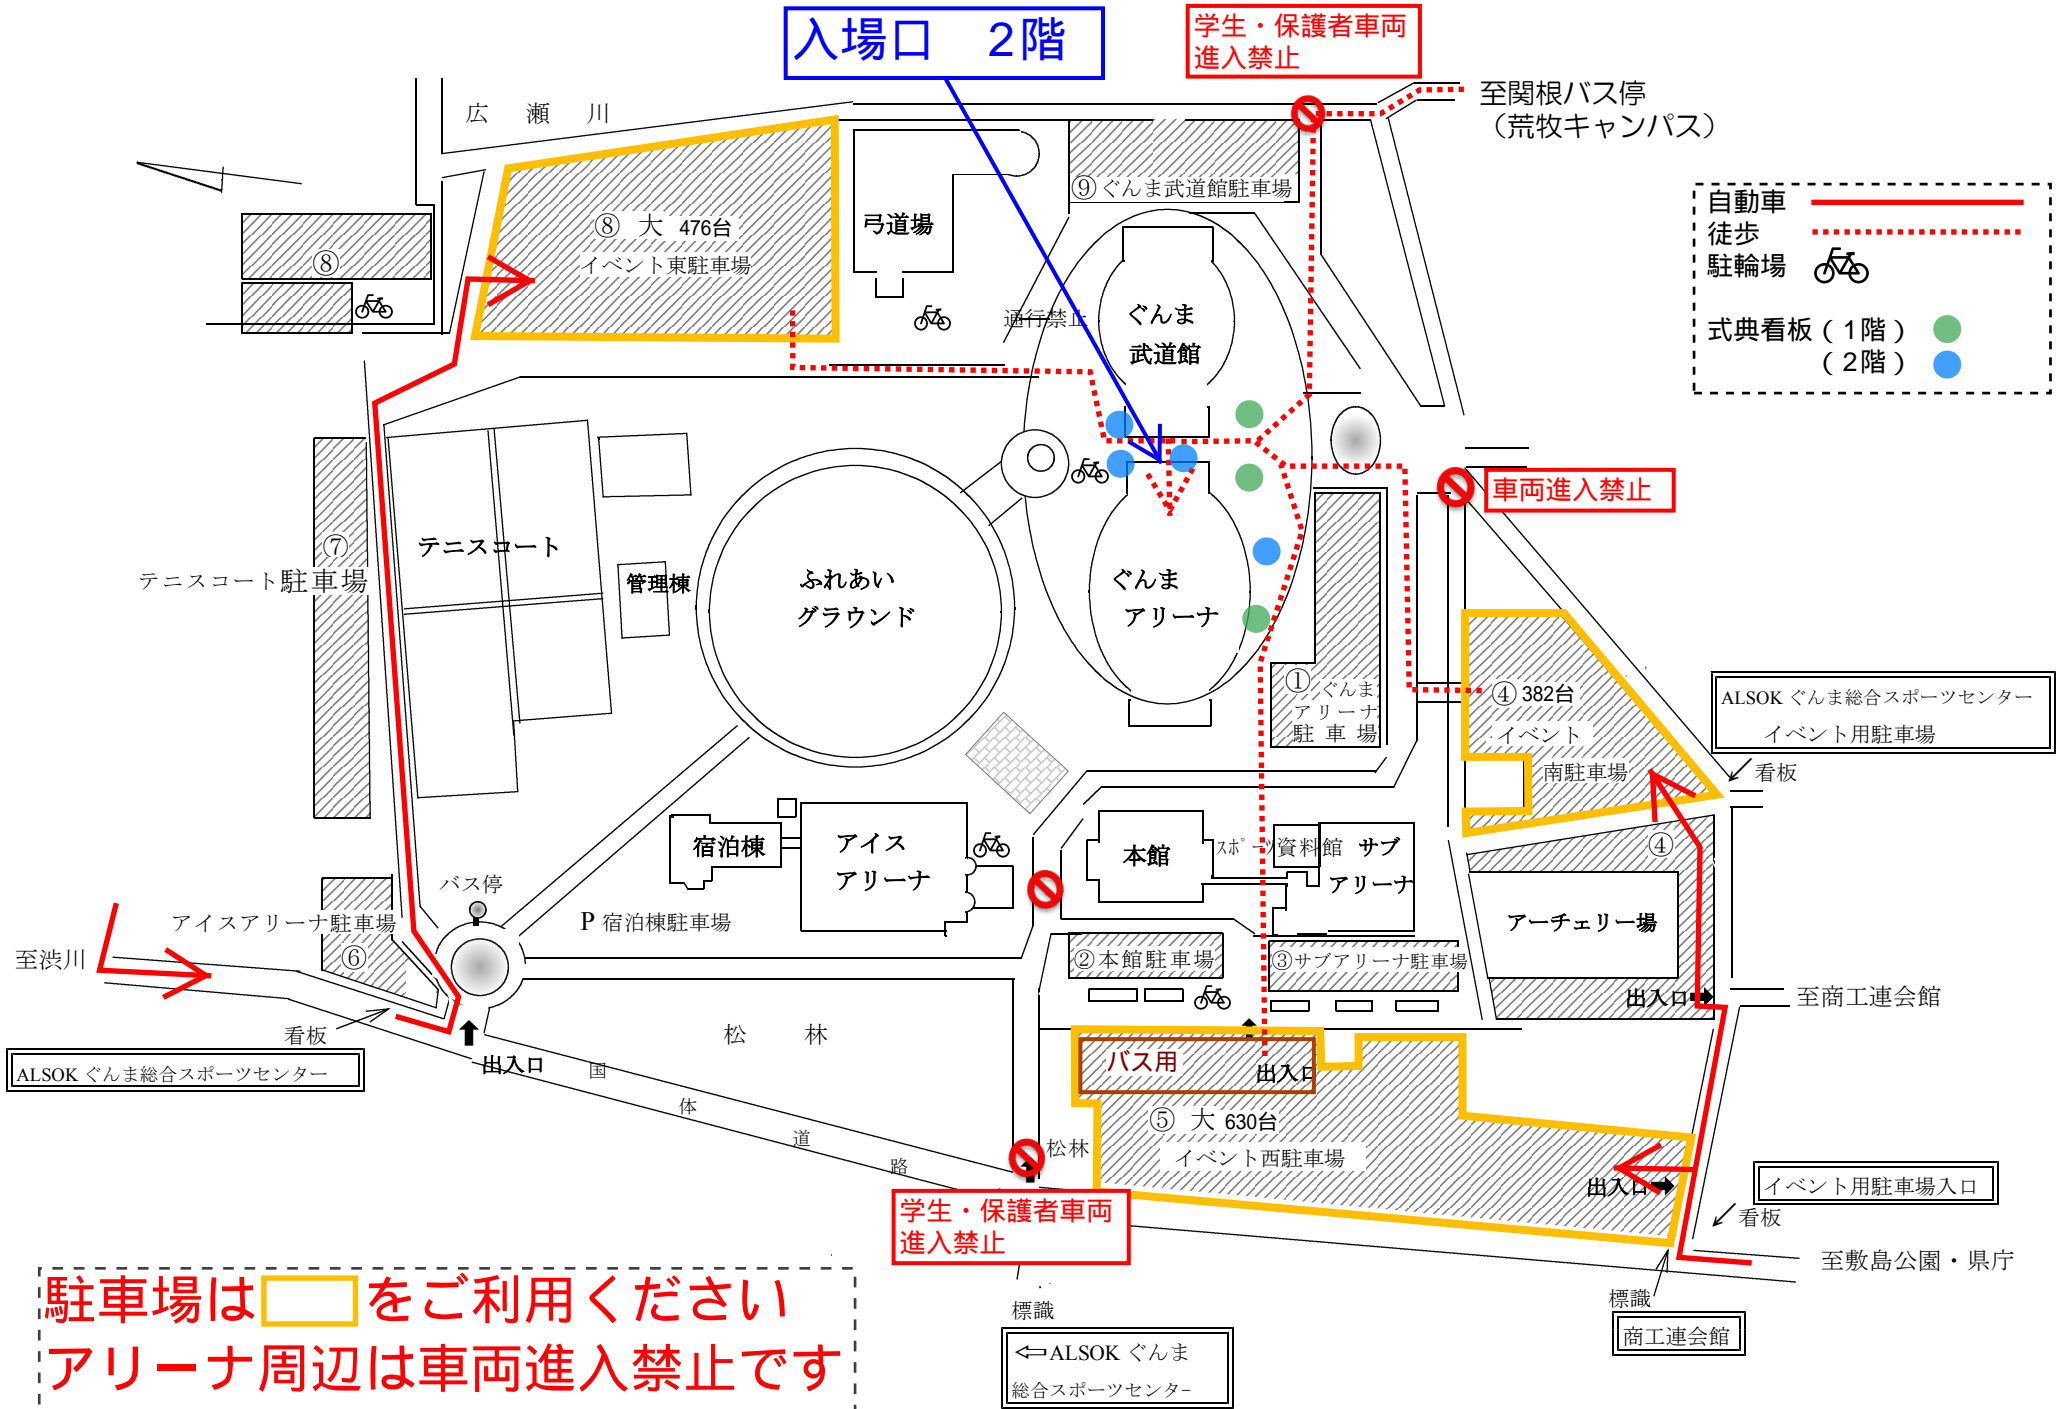 入場口　2階
学生・保護者車両
進入禁止
至関根バス停
（荒牧キャンパス）
広　瀬　川
⑨ぐんま武道館駐車場
自動車
徒歩
駐輪場
式典看板（1階）
（2階）
⑧ 大 476台
イベント東駐車場
弓道場
⑧
通行禁止
ぐんま
武道館
車両進入禁止
⑦
テニスコート駐車場
テニスコート
管理棟
ふれあい
グラウンド
ぐんま
アリーナ
①ぐんま
アリーナ
駐 車 場
④382台
イベント
南駐車場
ALSOK ぐんま総合スポーツセンター
イベント用駐車場
看板
宿泊棟
アイス
アリーナ
本館
スポーツ資料館
サブ
アリーナ
④
アーチェリー場
バス停
アイスアリーナ駐車場
⑥
P 宿泊棟駐車場
至渋川
②本館駐車場
③サブアリーナ駐車場
出入口
至商工連会館
看板
ALSOK ぐんま総合スポーツセンター
出入口
松　林
国
体
道
路
バス用
出入口
⑤ 大 630台
イベント西駐車場
松林
出入口
イベント用駐車場入口
看板
学生・保護者車両
進入禁止
至敷島公園・県庁
標識
商工連会館
標識
⇦ALSOK ぐんま
総合スポーツセンター
駐車場は　　をご利用ください
アリーナ周辺は車両進入禁止です